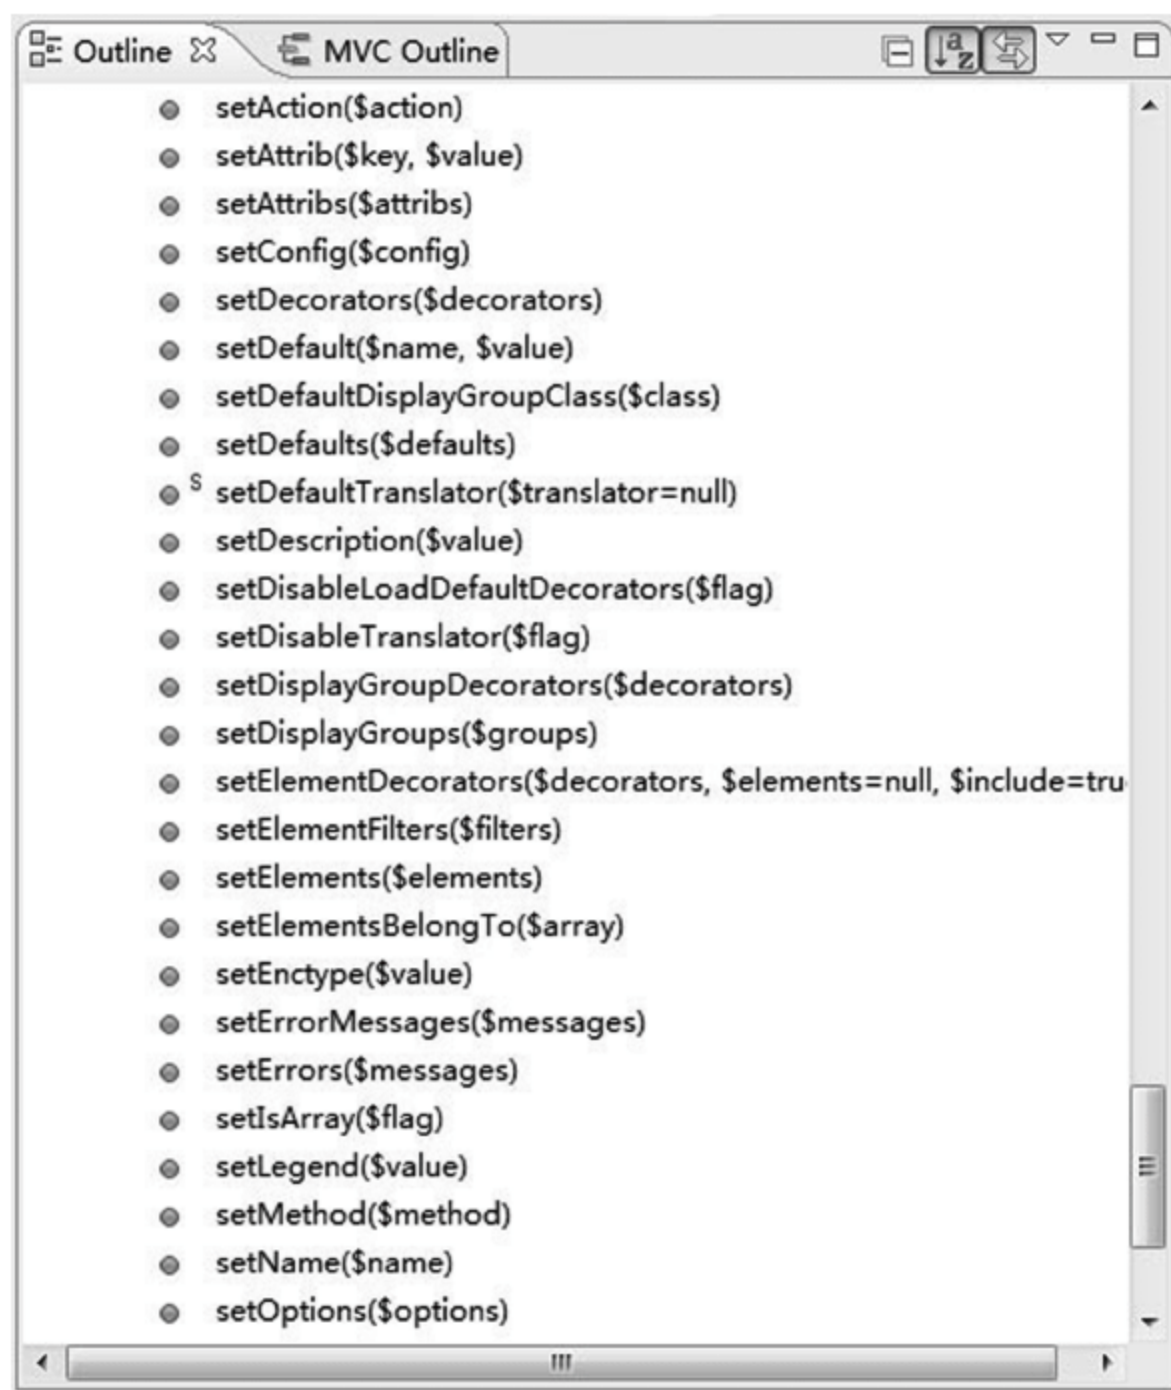 Outline MVC Outline
setAction($action)
setAttrib($key, $value)
setAttribs($attribs)
setConfig($config)
setDecorators($decorators)
setDefault($name, $value)
setDefaultDisplayGroupClass($class)
setDefaults($defaults)
S setDefaultTranslator($translator=null)
setDescription($value)
setDisableLoadDefaultDecorators($flag)
setDisableTranslator($flag)
setDisplayGroupDecorators($decorators)
setDisplayGroups($groups)
setElementDecorators($decorators, $elements=null, $include=tru
setElementFilters($filters)
setElements($elements)
setElementsBelongTo($array)
setEnctype($value)
setErrorMessages($messages)
setErrors($messages)
setIsArray($flag)
setLegend($value)
setMethod($method)
setName($name)
setOptions($options)